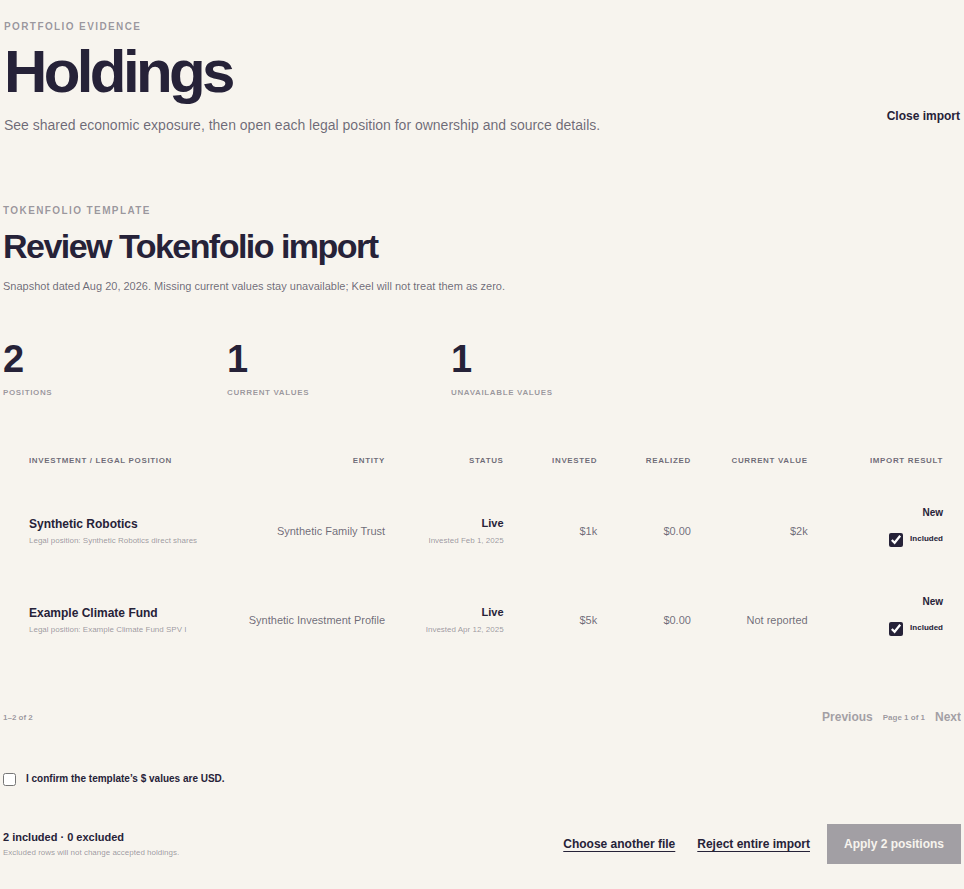 PORTFOLIO EVIDENCE
Holdings
See shared economic exposure, then open each legal position for ownership and source details.
Close import
TOKENFOLIO TEMPLATE
Review Tokenfolio import
Snapshot dated Aug 20, 2026. Missing current values stay unavailable; Keel will not treat them as zero.
2 1 1
POSITIONS CURRENT VALUES UNAVAILABLE VALUES
INVESTMENT / LEGAL POSITION ENTITY STATUS INVESTED REALIZED CURRENT VALUE IMPORT RESULT
New
Synthetic Robotics Live
Synthetic Family Trust $1k $0.00 $2k
Legal position: Synthetic Robotics direct shares Invested Feb 1, 2025 Included
New
Example Climate Fund Live
Synthetic Investment Profile $5k $0.00 Not reported
Legal position: Example Climate Fund SPV I Invested Apr 12, 2025 Included
1–2 of 2 Previous Page 1 of 1 Next
I confirm the template's $ values are USD.
2 included · 0 excluded
Choose another file Reject entire import Apply 2 positions
Excluded rows will not change accepted holdings.